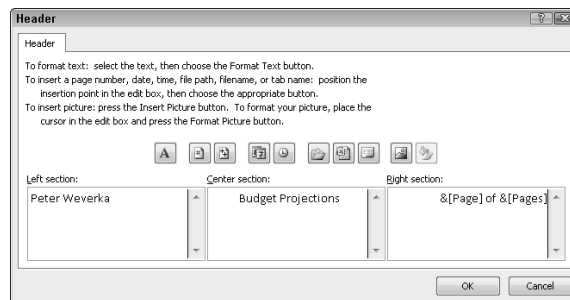 Header
Header
To format text: select the text, then choose the Format Text button.
To insert a page number, date, time, file path, filename, or tab name: position the
insertion point in the edit box, then choose the appropriate button.
To insert picture: press the Insert Picture button. To format your picture, place the
cursor in the edit box and press the Format Picture button.
A
Left section: Center section: Right section:
Peter Weverka Budget Projections &[Page] of &[Pages]
OK Cancel